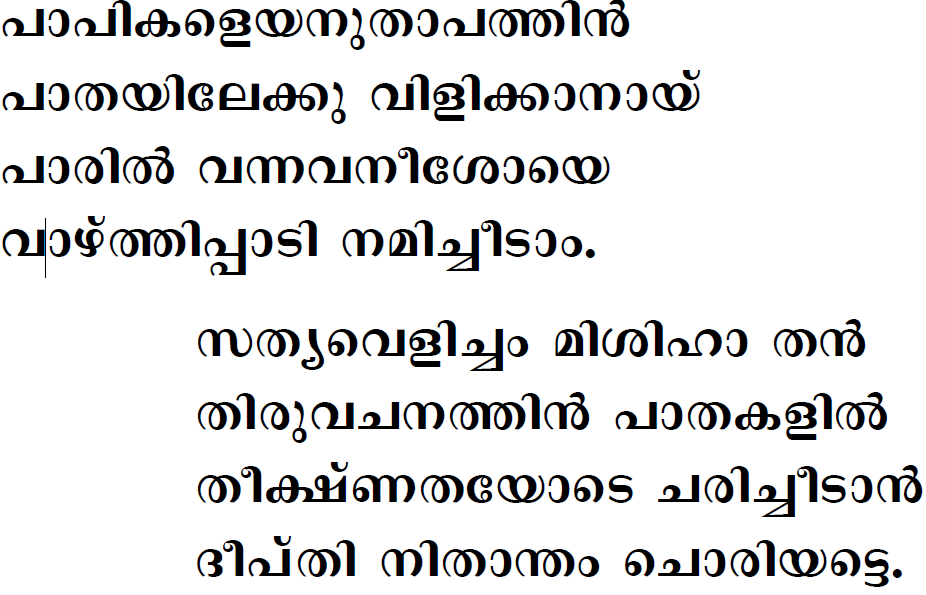 പാപികളെയനുതാപത്തിൻ
പാതയിലേക്കു വിളിക്കാനായ്
പാരിൽ വന്നവനീശോയെ
വാഴ്ത്തിപ്പാടി നമിച്ചീടാം.
സത്യവെളിച്ചം മിശിഹാ തൻ
തിരുവചനത്തിൻ പാതകളിൽ
തീക്ഷ്ണതയോടെ ചരിച്ചീടാൻ
ദീപ്തി നിതാന്തം ചൊരിയട്ടെ.